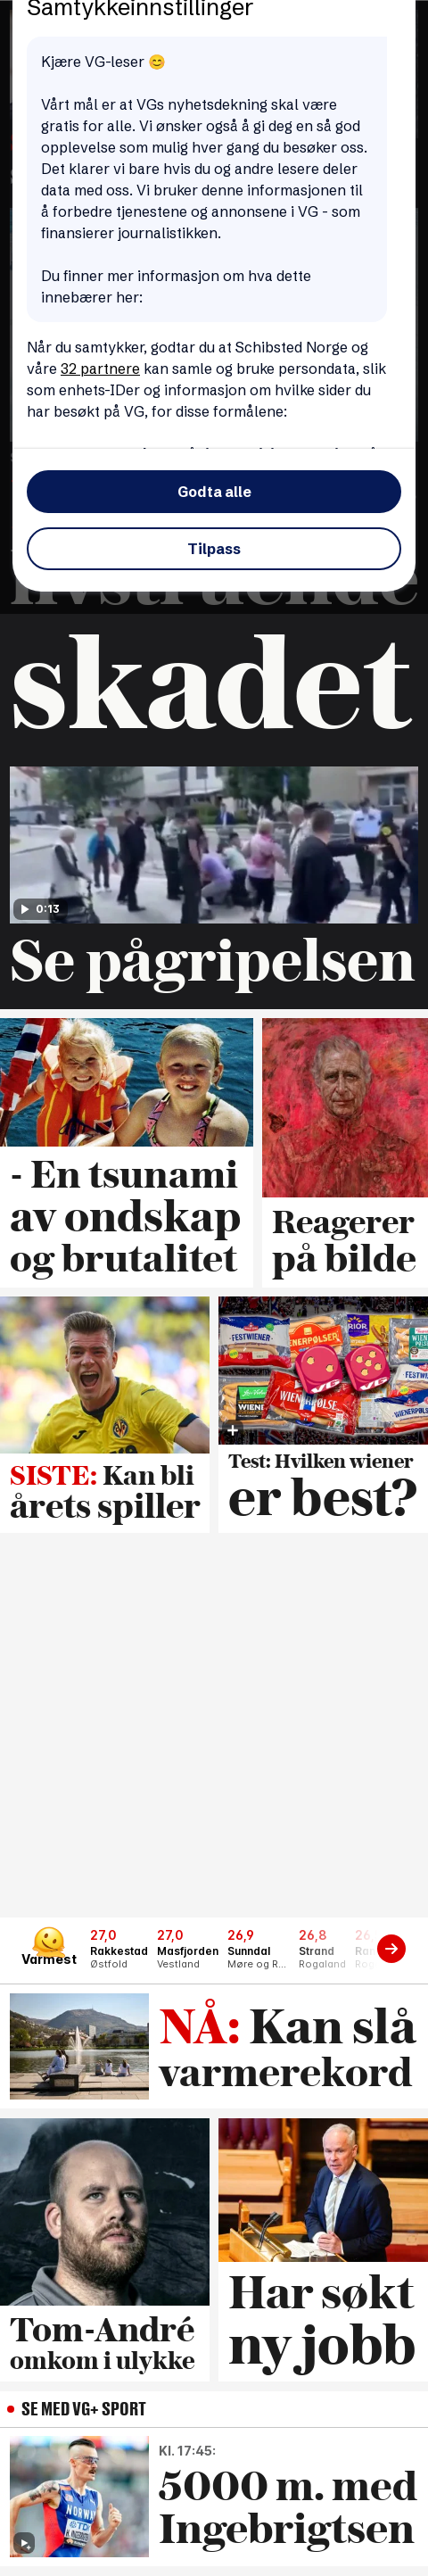 Samtykkeinnstillinger
Kjære VG-leser 😊
Vårt mål er at VGs nyhetsdekning skal være
gratis for alle. Vi ønsker også å gi deg en så god
opplevelse som mulig hver gang du besøker oss.
Det klarer vi bare hvis du og andre lesere deler
data med oss. Vi bruker denne informasjonen til
å forbedre tjenestene og annonsene i VG - som
finansierer journalistikken.
Du finner mer informasjon om hva dette
innebærer her:
Når du samtykker, godtar du at Schibsted Norge og
våre 32 partnere kan samle og bruke persondata, slik
som enhets-IDer og informasjon om hvilke sider du
har besøkt på VG, for disse formålene:
Godta alle
Tilpass
livstruende
skadet
0:13
Se pågripelsen
- En tsunami
av ondskap
og brutalitet
Reagerer
på bilde
SISTE: Kan bli
årets spiller
Test: Hvilken wiener
er best?
Varmest
27,0
Rakkestad
Østfold
27,0
Masfjorden
Vestland
26,9
Sunndal
Møre og R...
26,8
Strand
Rogaland
NÅ: Kan slå
varmerekord
Tom-André
omkom i ulykke
Har søkt
ny jobb
SE MED VG+ SPORT
Kl. 17:45:
5000 m. med
Ingebrigtsen